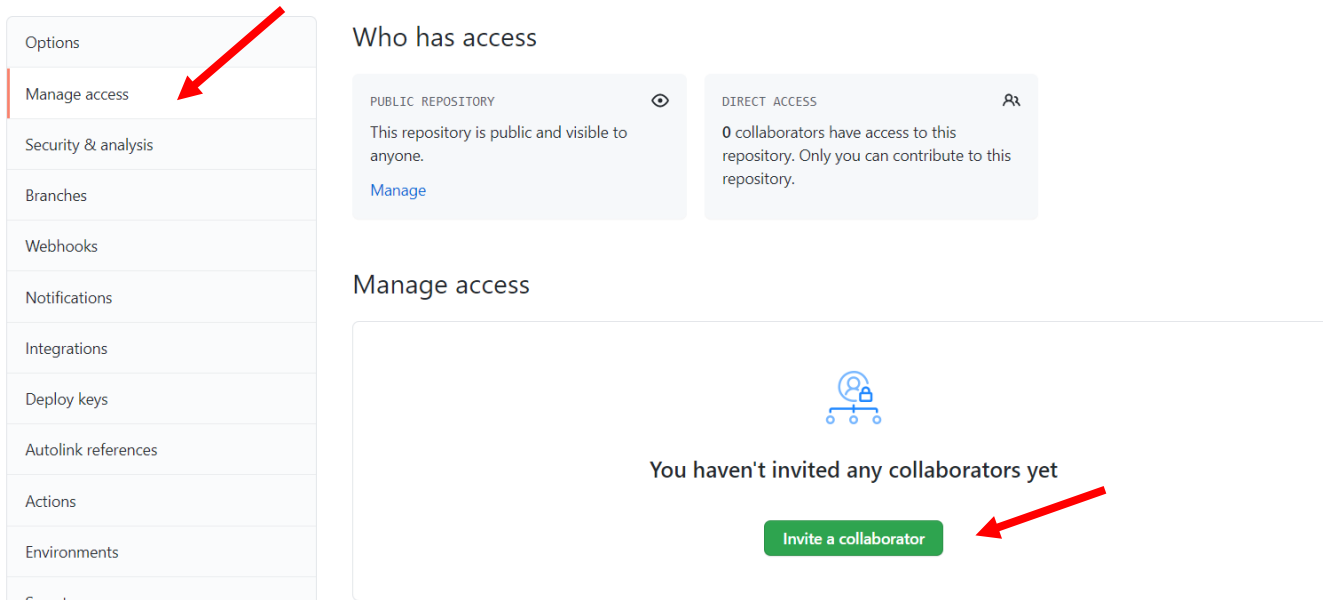 Options
Manage access
Security & analysis
Branches
Webhooks
Notifications
Integrations
Deploy keys
Autolink references
Actions
Environments
Who has access
PUBLIC REPOSITORY
This repository is public and visible to
anyone.
Manage
DIRECT ACCESS
0 collaborators have access to this
repository. Only you can contribute to this
repository.
Manage access
You haven't invited any collaborators yet
Invite a collaborator